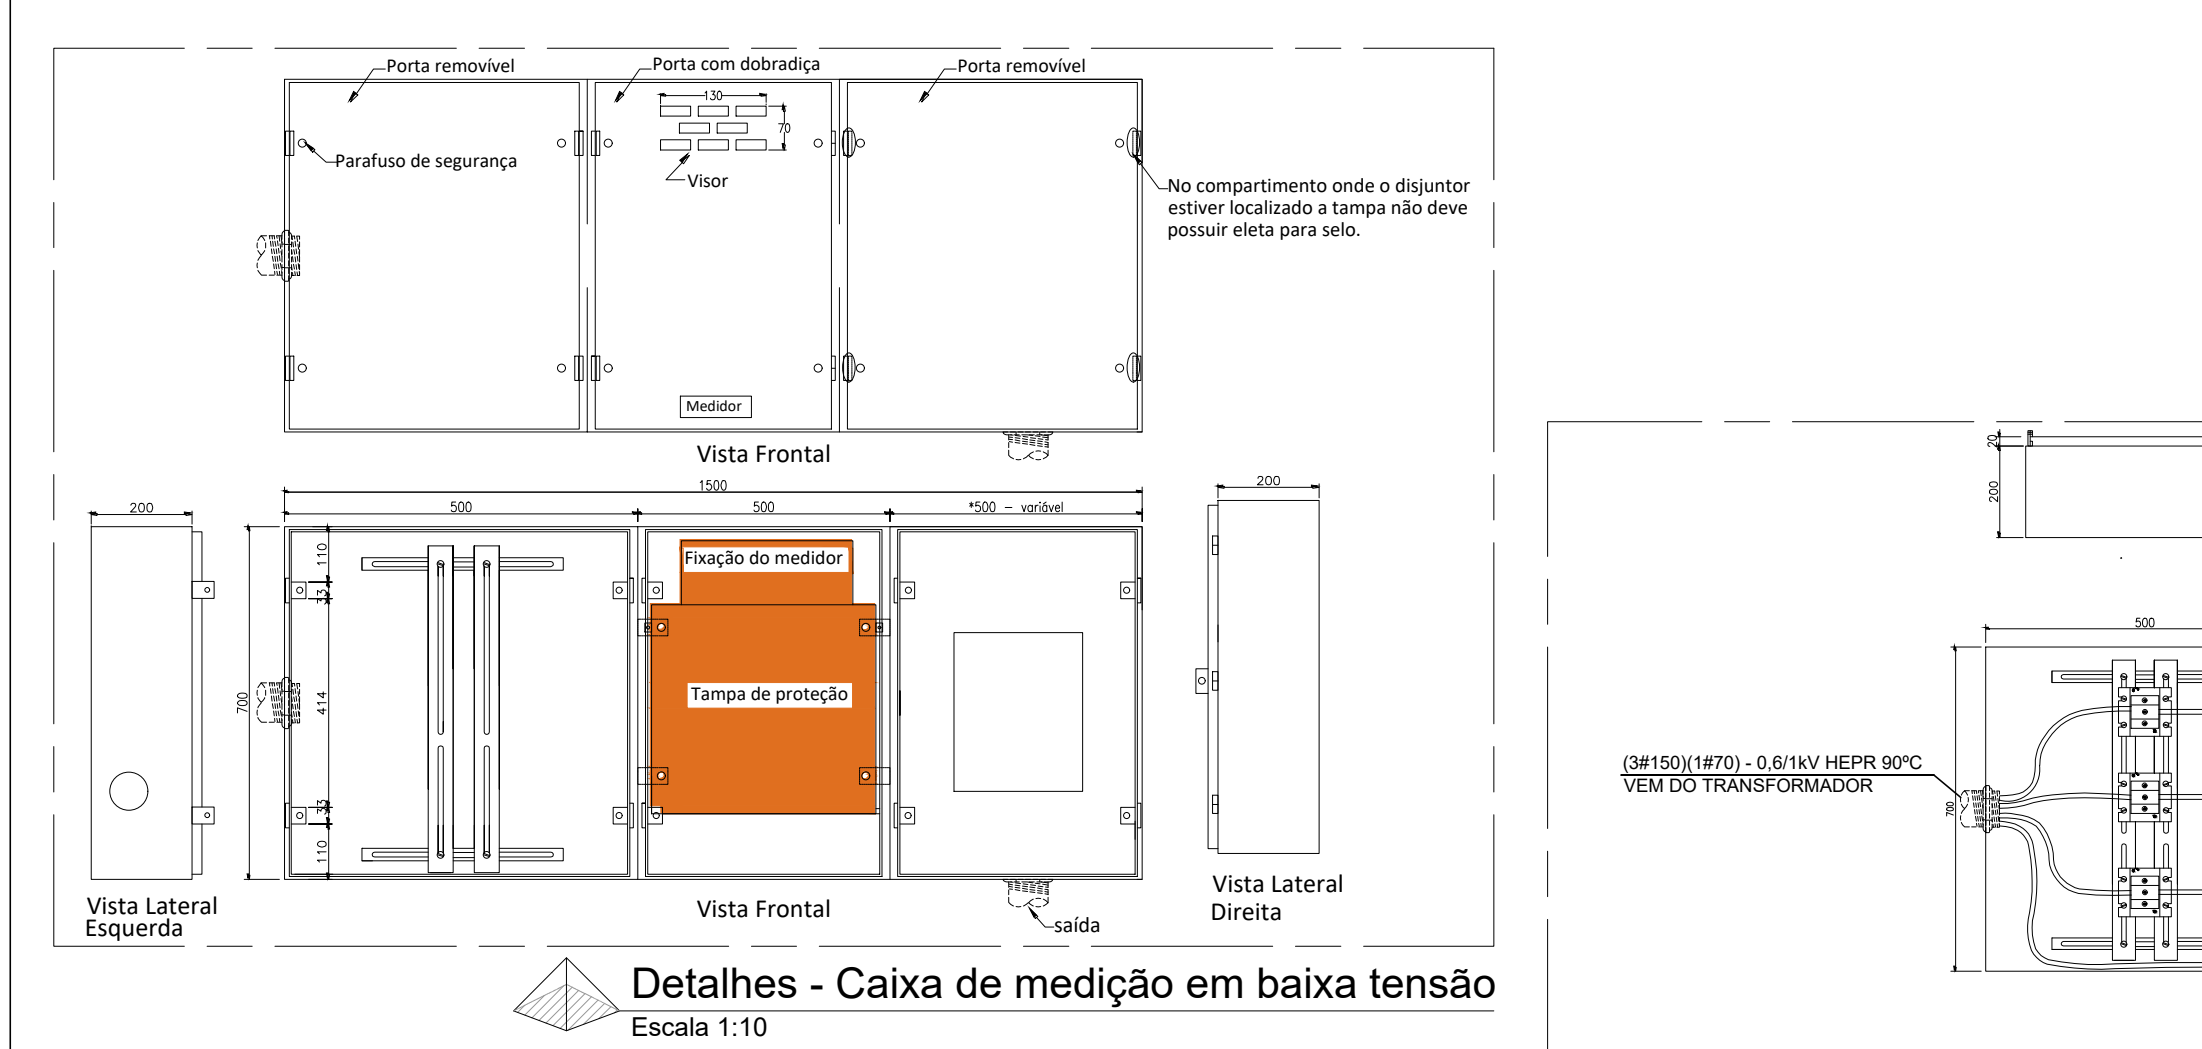 Porta removível
Porta com dobradiça
Porta removível
130
70
Parafuso de segurança
Visor
No compartimento onde o disjuntor
estiver localizado a tampa não deve
possuir eleta para selo.
Medidor
Vista Frontal
1500
500
500
*500 - variável
200
200
110
33
414
33
110
700
Fixação do medidor
Tampa de proteção
Vista Lateral
Esquerda
Vista Frontal
saída
Vista Lateral
Direita
Detalhes - Caixa de medição em baixa tensão
Escala 1:10
20
200
500
700
(3#150)(1#70) - 0,6/1kV HEPR 90ºC
VEM DO TRANSFORMADOR